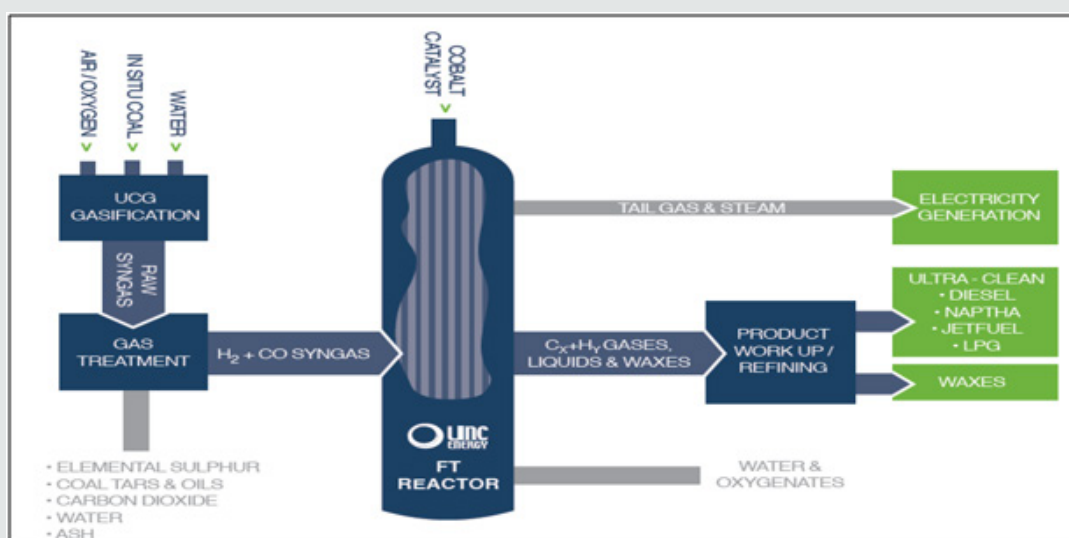 AIR / OXYGEN
IN SITU COAL
WATER
COBALT
CATALYST
UCG
GASIFICATION
RAW
SYNGAS
GAS
TREATMENT
H₂ + CO SYNGAS
• ELEMENTAL SULPHUR
• COAL TARS & OILS
• CARBON DIOXIDE
• WATER
• ASH
LINC
ENERGY
FT
REACTOR
TAIL GAS & STEAM
CX+HY GASES,
LIQUIDS & WAXES
WATER &
OXYGENATES
PRODUCT
WORK UP /
REFINING
ELECTRICITY
GENERATION
ULTRA - CLEAN
• DIESEL
• NAPTHA
• JETFUEL
• LPG
WAXES